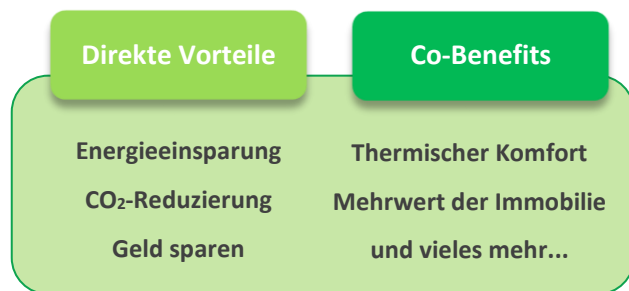 Direkte Vorteile
Energieeinsparung
CO₂-Reduzierung
Geld sparen
Co-Benefits
Thermischer Komfort
Mehrwert der Immobilie
und vieles mehr...